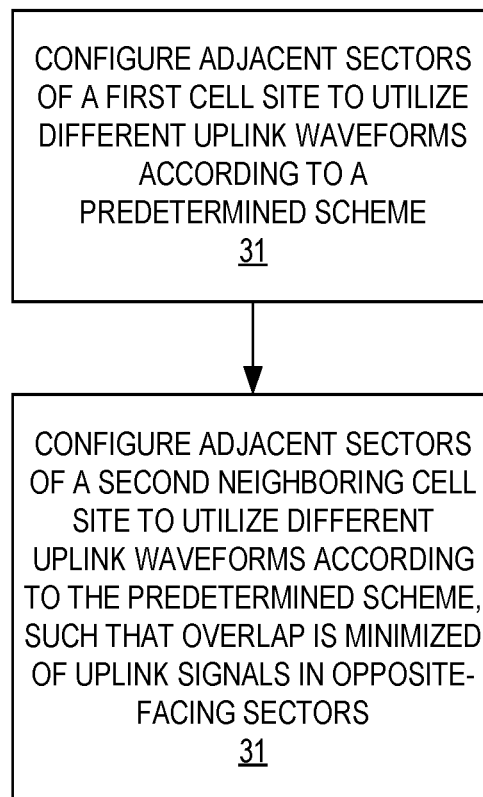 CONFIGURE ADJACENT SECTORS
OF A FIRST CELL SITE TO UTILIZE
DIFFERENT UPLINK WAVEFORMS
ACCORDING TO A
PREDETERMINED SCHEME
31
CONFIGURE ADJACENT SECTORS
OF A SECOND NEIGHBORING CELL
SITE TO UTILIZE DIFFERENT
UPLINK WAVEFORMS ACCORDING
TO THE PREDETERMINED SCHEME,
SUCH THAT OVERLAP IS MINIMIZED
OF UPLINK SIGNALS IN OPPOSITE-
FACING SECTORS
31